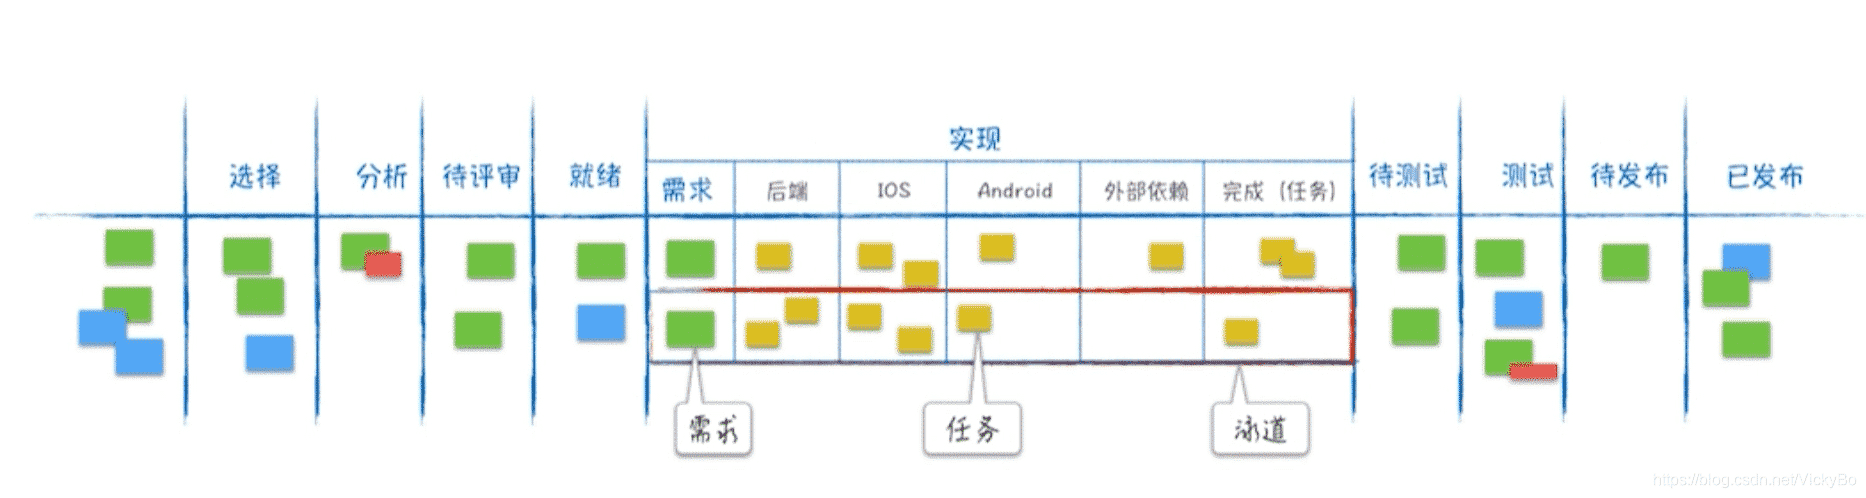 实现
选择
分析
待评审
就绪
需求
后端
IOS
Android
外部依赖
完成（任务）
待测试
测试
待发布
已发布
需求
任务
泳道
https://blog.csdn.net/VickyBo